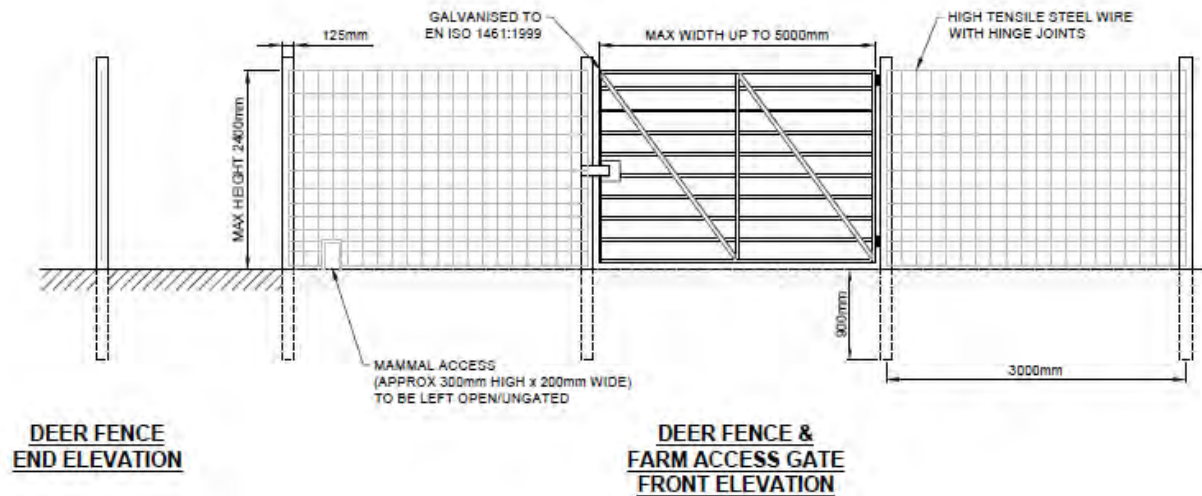 GALVANISED TO
EN ISO 1461:1999
125mm
MAX WIDTH UP TO 5000mm
HIGH TENSILE STEEL WIRE
WITH HINGE JOINTS
MAX HEIGHT 2400mm
900mm
MAMMAL ACCESS
(APPROX 300mm HIGH x 200mm WIDE)
TO BE LEFT OPEN/UNGATED
3000mm
DEER FENCE
END ELEVATION
DEER FENCE &
FARM ACCESS GATE
FRONT ELEVATION